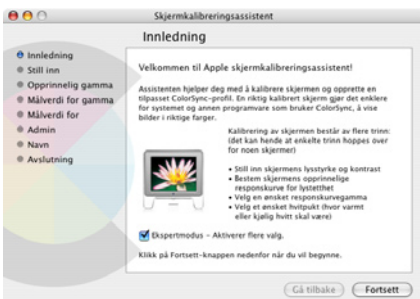 Skjermkalibreringsassistent
Innledning
Innledning
Still inn
Opprinnelig gamma
Målverdi for gamma
Målverdi for
Admin
Navn
Avslutning
Velkommen til Apple skjermkalibreringsassistent!
Assistenten hjelper deg med å kalibrere skjermen og opprette en
tilpasset ColorSync-profil. En riktig kalibrert skjerm gjør det enklere
for systemet og annen programvare som bruker ColorSync, å vise
bilder i riktige farger.
Kalibrering av skjermen består av flere trinn:
(det kan hende at enkelte trinn hoppes over
for noen skjermer)
• Still inn skjermens lysstyrke og kontrast
• Bestem skjermens opprinnelige
responskurve for lystetthet
• Velg en ønsket responskurvegamma
• Velg et ønsket hvitpukt (hvor varmt
eller kjølig hvitt skal være)
Ekspertmodus – Aktiverer flere valg.
Klikk på Fortsett-knappen nedenfor når du vil begynne.
Gå tilbake
Fortsett